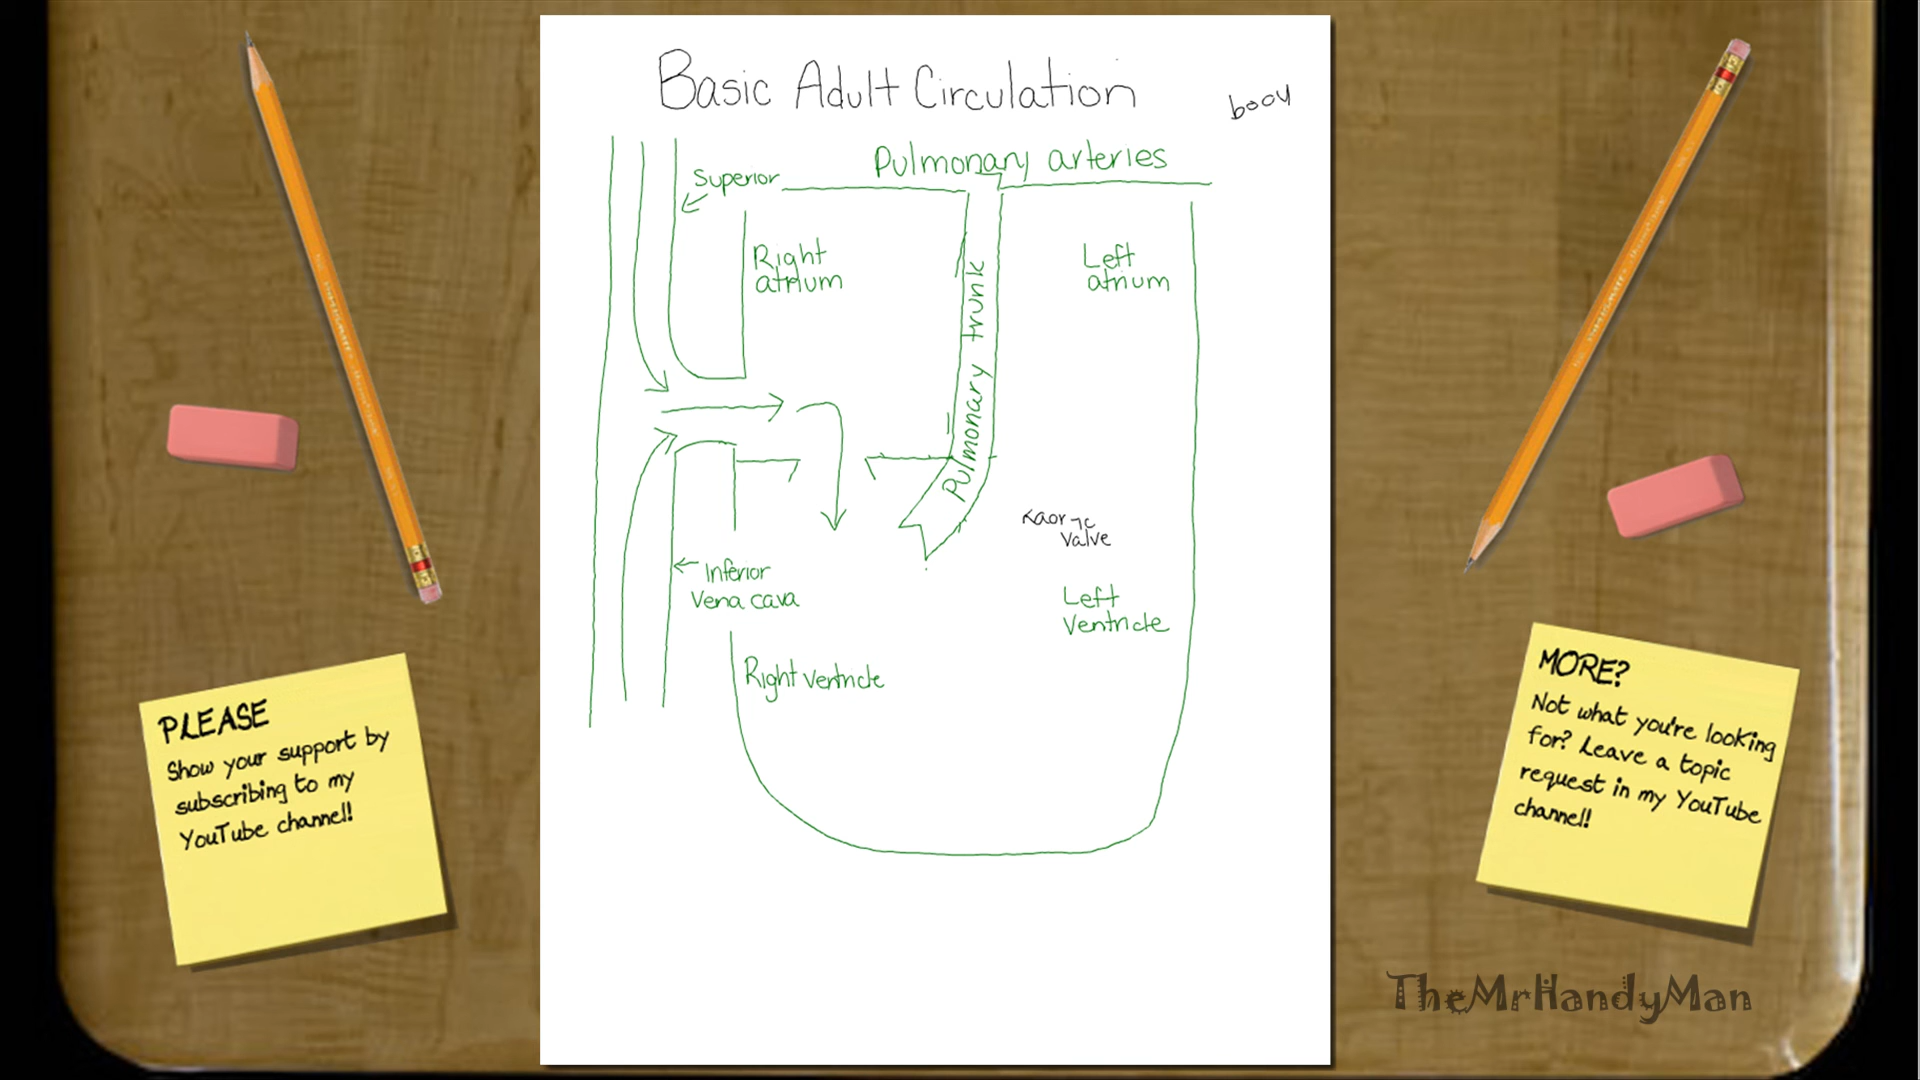 Basic Adult Circulation
body
Pulmonary arteries
Superior
Right
atrium
Left
atrium
Pulmonary trunk
valve
Inferior
Vena cava
Left
Ventricle
Right ventricle
PLEASE
Show your support by
subscribing to my
YouTube channel!
MORE?
Not what you're looking
for? Leave a topic
request in my YouTube
channel!
TheMrHandyMan